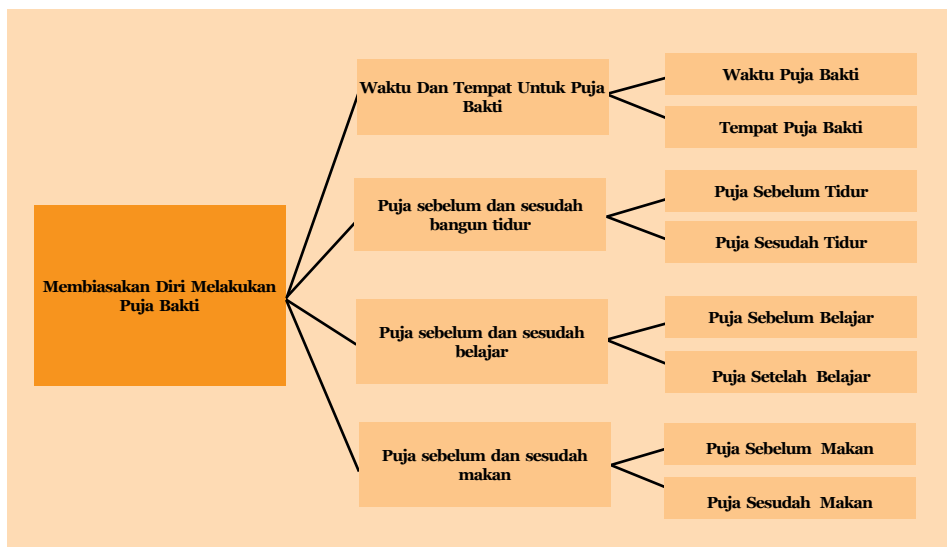 Membiasakan Diri Melakukan
Puja Bakti
Waktu Dan Tempat Untuk Puja
Bakti
Waktu Puja Bakti
Tempat Puja Bakti
Puja sebelum dan sesudah
bangun tidur
Puja Sebelum Tidur
Puja Sesudah Tidur
Puja sebelum dan sesudah
belajar
Puja Sebelum Belajar
Puja Setelah Belajar
Puja sebelum dan sesudah
makan
Puja Sebelum Makan
Puja Sesudah Makan